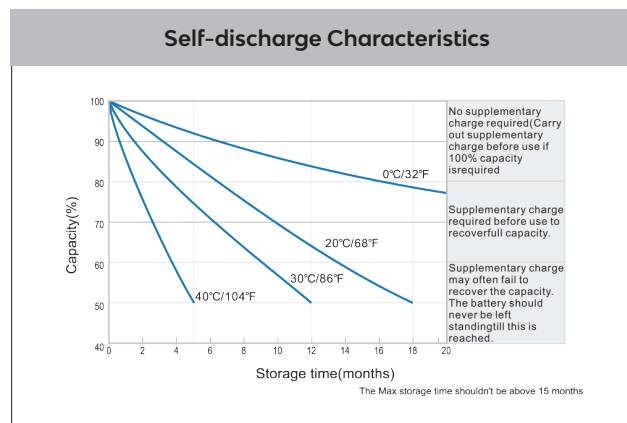 Self-discharge Characteristics
100
90
80
70
60
50
40
Capacity(%)
0°C/32°F
20°C/68°F
30°C/86°F
40°C/104°F
No supplementary
charge required(Carry
out supplementary
charge before use if
100% capacity
isrequired
Supplementary charge
required before use to
recoverfull capacity.
Supplementary charge
may often fail to
recover the capacity.
The battery should
never be left
standingtill this is
reached.
0 2 4 6 8 10 12 14 16 18 20
Storage time(months)
The Max storage time shouldn't be above 15 months